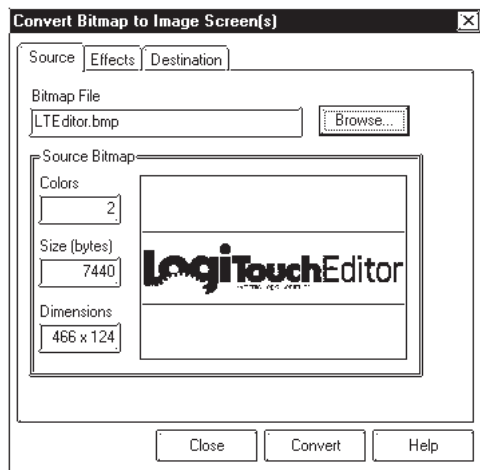 Convert Bitmap to Image Screen(s)
Source Effects Destination
Bitmap File
LTEditor.bmp Browse...
Source Bitmap
Colors
2
Size (bytes)
7440
LogiTouchEditor
Dimensions
466 x 124
Close Convert Help